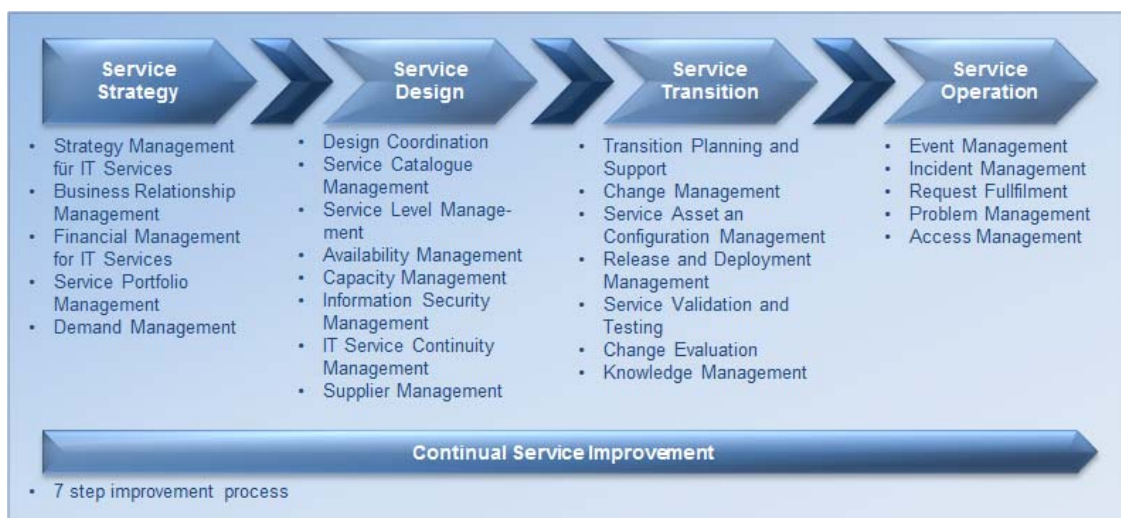 Service
Strategy
Service
Design
Service
Transition
Service
Operation
• Strategy Management
für IT Services
• Business Relationship
Management
• Financial Management
for IT Services
• Service Portfolio
Management
• Demand Management
• Design Coordination
• Service Catalogue
Management
• Service Level Manage-
ment
• Availability Management
• Capacity Management
• Information Security
Management
• IT Service Continuity
Management
• Supplier Management
• Transition Planning and
Support
• Change Management
• Service Asset an
Configuration Management
• Release and Deployment
Management
• Service Validation and
Testing
• Change Evaluation
• Knowledge Management
• Event Management
• Incident Management
• Request Fullfilment
• Problem Management
• Access Management
Continual Service Improvement
• 7 step improvement process